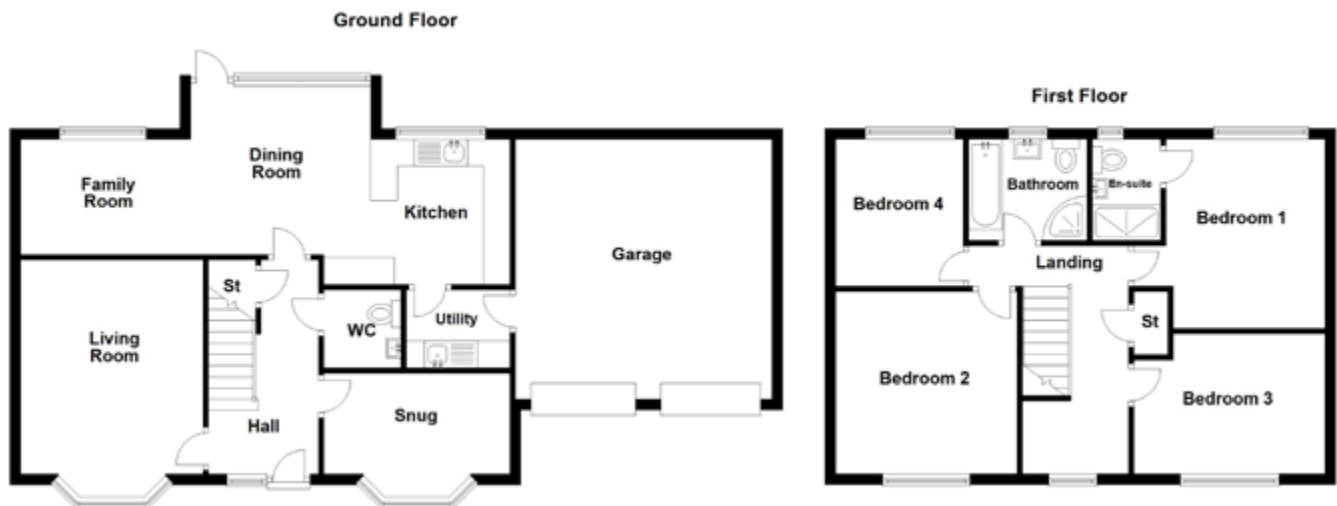 Ground Floor
Family
Room
Dining
Room
Kitchen
Garage
Living
Room
St
WC
Utility
Hall
Snug
First Floor
Bedroom 4
Bathroom
En-suite
Bedroom 1
Landing
St
Bedroom 2
Bedroom 3